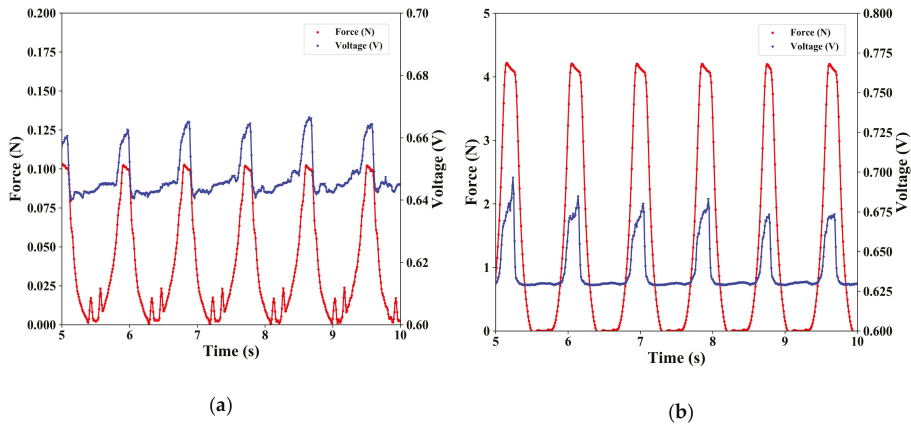 0.200
0.175
0.150
0.125
0.100
0.075
0.050
0.025
0.000
Force (N)
0.70
0.68
0.66
0.64
0.62
0.60
Voltage (V)
Force (N)
Voltage (V)
5 6 7 8 9 10
Time (s)
(a)
5
4
3
2
1
0
Force (N)
0.800
0.775
0.750
0.725
0.700
0.675
0.650
0.625
0.600
Voltage (V)
Force (N)
Voltage (V)
5 6 7 8 9 10
Time (s)
(b)